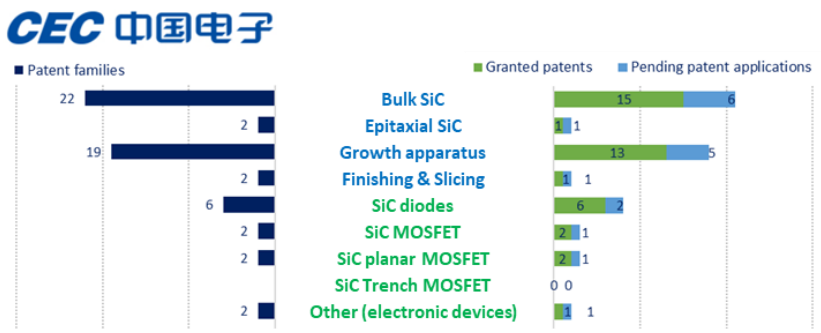 CEC 中国电子
Patent families
Granted patents Pending patent applications
22 Bulk SiC 15 6
2 Epitaxial SiC 1 1
19 Growth apparatus 13 5
2 Finishing & Slicing 1 1
6 SiC diodes 6 2
2 SiC MOSFET 2 1
2 SiC planar MOSFET 2 1
SiC Trench MOSFET 0 0
2 Other (electronic devices) 1 1